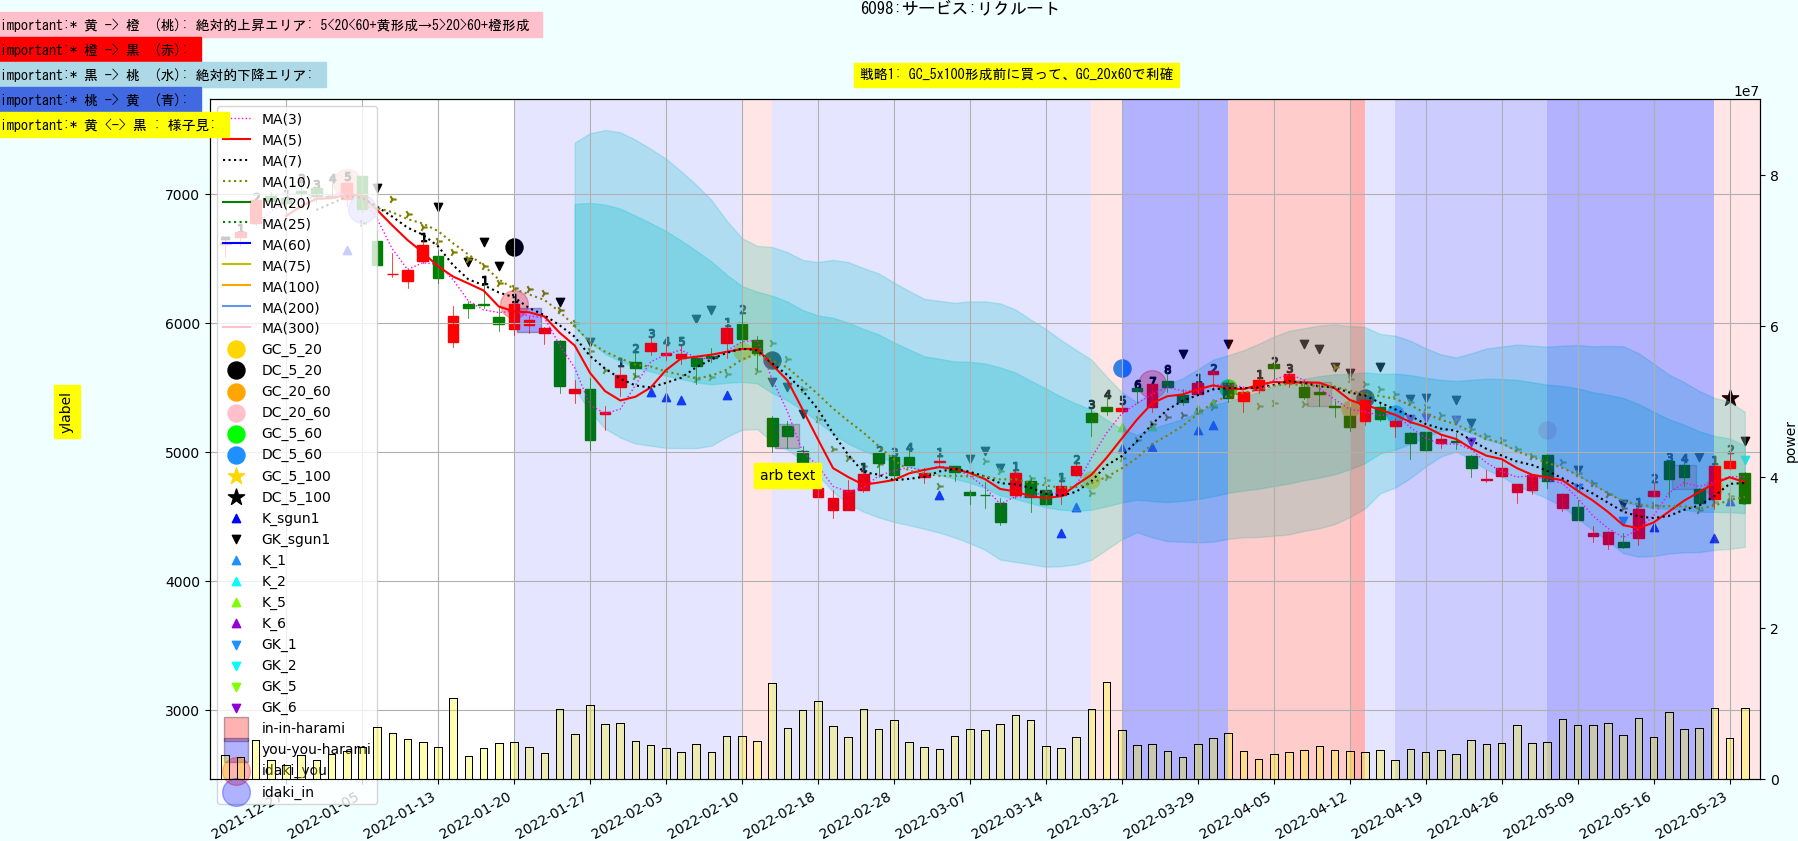 6098:サービス:リクルート
important:* 黄 -> 橙 (桃): 絶対的上昇エリア: 5<20<60+黄形成→5>20>60+橙形成
important:* 橙 -> 黒 (赤):
important:* 黒 -> 桃 (水): 絶対的下降エリア:
important:* 桃 -> 黄 (青):
important:* 黄 <-> 黒 : 様子見:
戦略1: GC_5x100形成前に買って、GC_20x60で利確
1e7
MA(3)
MA(5)
MA(7)
MA(10)
MA(20)
MA(25)
MA(60)
MA(75)
MA(100)
MA(200)
MA(300)
GC_5_20
DC_5_20
GC_20_60
DC_20_60
GC_5_60
DC_5_60
GC_5_100
DC_5_100
K_sgun1
GK_sgun1
K_1
K_2
K_5
K_6
GK_1
GK_2
GK_5
GK_6
in-in-harami
you-you-harami
idaki_you
idaki_in
7000
6000
5000
4000
3000
ylabel
arb text
8
6
4
2
0
power
2022-01-05
2022-01-13
2022-01-20
2022-01-27
2022-02-03
2022-02-10
2022-02-18
2022-02-28
2022-03-07
2022-03-14
2022-03-22
2022-03-29
2022-04-05
2022-04-12
2022-04-19
2022-04-26
2022-05-09
2022-05-16
2022-05-23